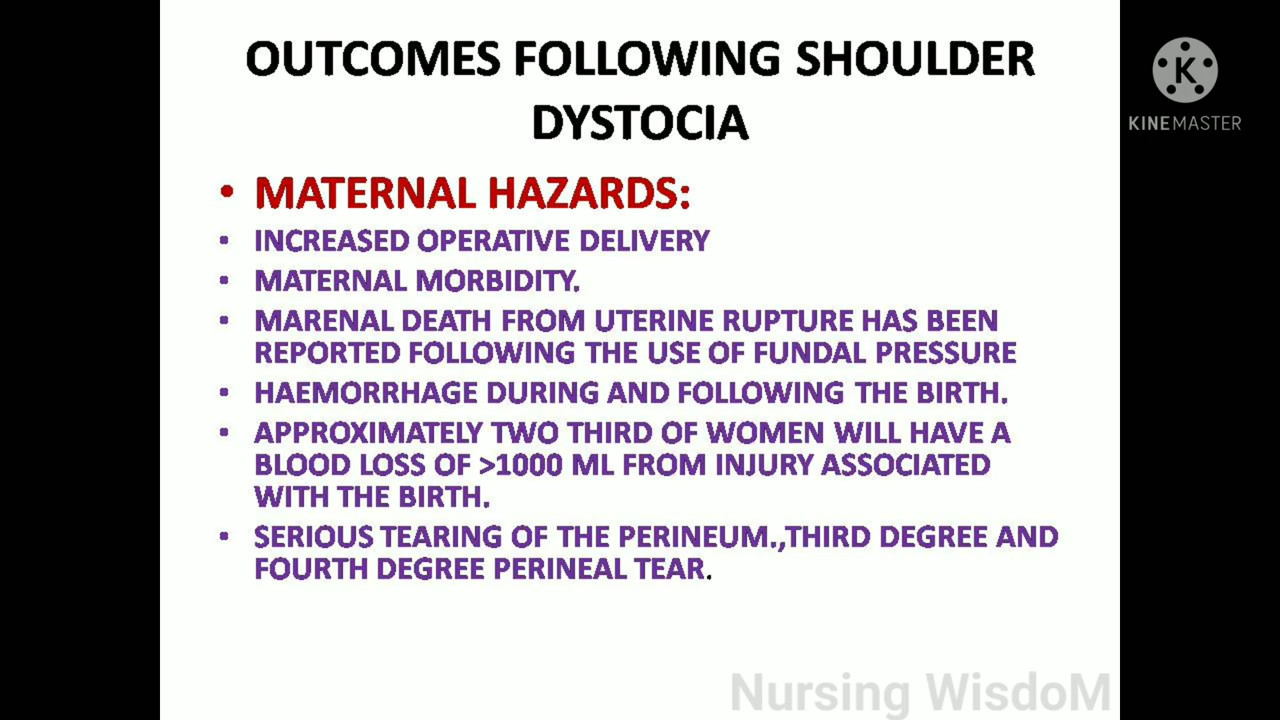 OUTCOMES FOLLOWING SHOULDER
DYSTOCIA
K
KINEMASTER
• MATERNAL HAZARDS:
• INCREASED OPERATIVE DELIVERY
• MATERNAL MORBIDITY.
• MARENAL DEATH FROM UTERINE RUPTURE HAS BEEN
REPORTED FOLLOWING THE USE OF FUNDAL PRESSURE
• HAEMORRHAGE DURING AND FOLLOWING THE BIRTH.
• APPROXIMATELY TWO THIRD OF WOMEN WILL HAVE A
BLOOD LOSS OF >1000 ML FROM INJURY ASSOCIATED
WITH THE BIRTH.
• SERIOUS TEARING OF THE PERINEUM.,THIRD DEGREE AND
FOURTH DEGREE PERINEAL TEAR.
Nursing WisdoM